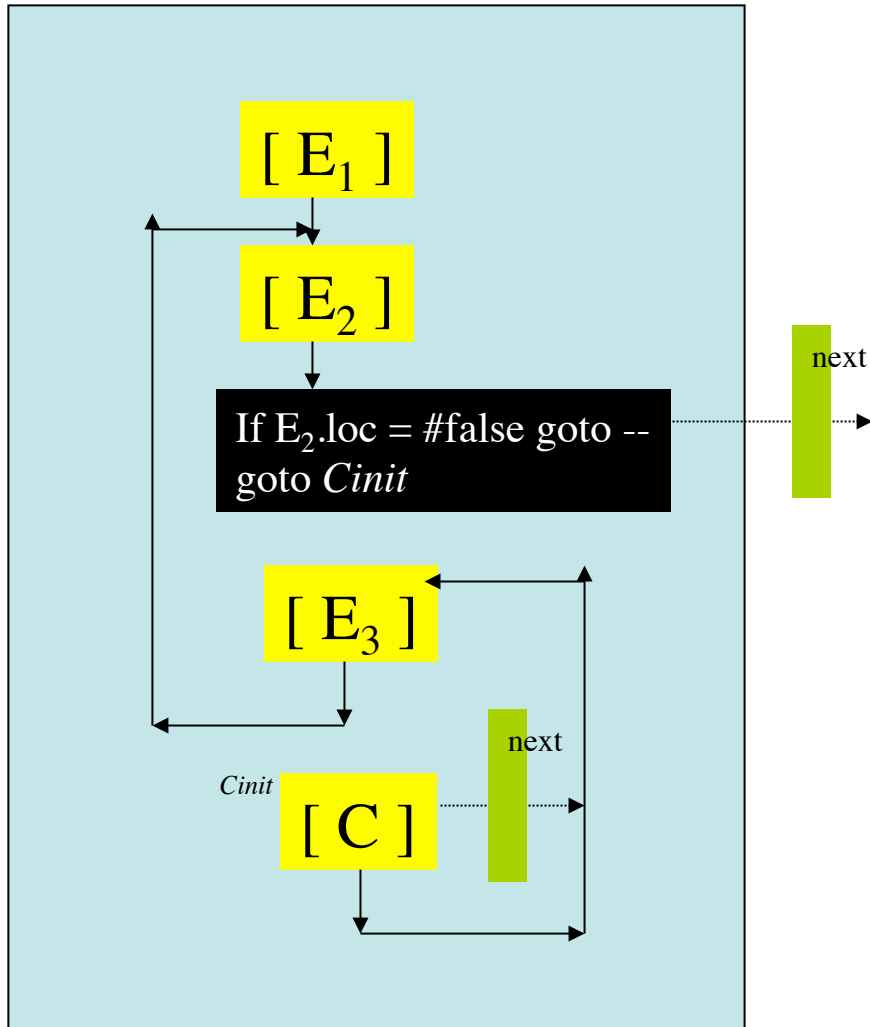 [ E₁ ]
[ E₂ ]
next
If E₂.loc = #false goto --
goto Cinit
[ E₃ ]
next
Cinit
[ C ]